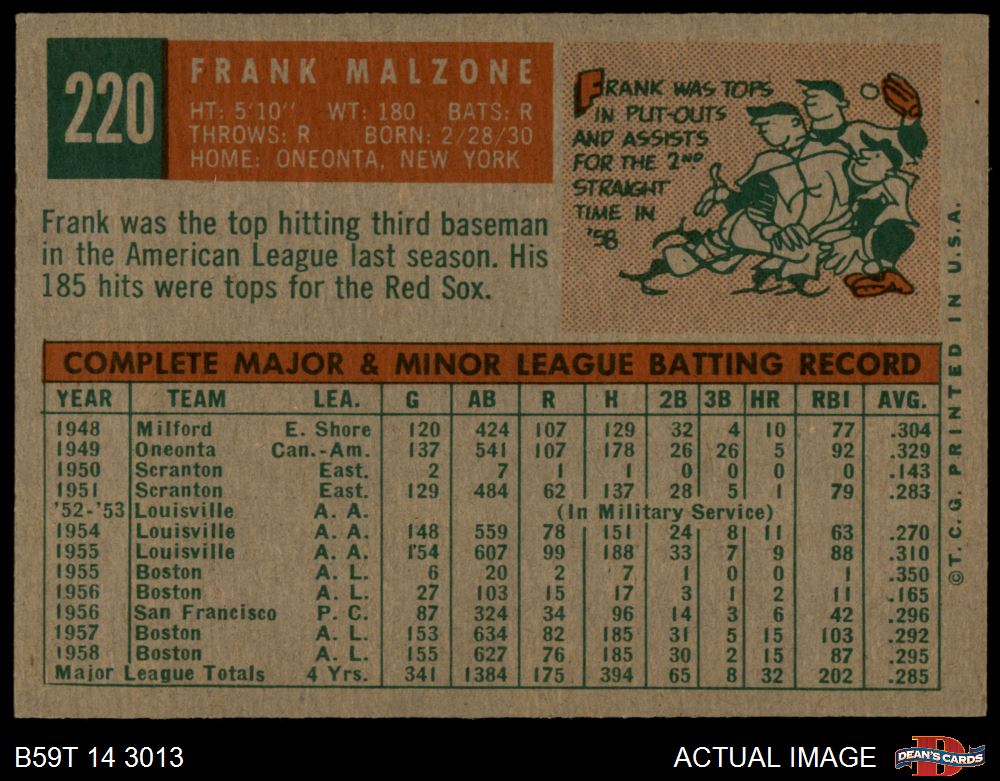 220
FRANK MALZONE
HT: 5'10" WT: 180 BATS: R
THROWS: R BORN: 2/28/30
HOME: ONEONTA, NEW YORK
FRANK WAS TOPS
IN PUT-OUTS
AND ASSISTS
FOR THE 2ND
STRAIGHT
TIME IN
'58
Frank was the top hitting third baseman
in the American League last season. His
185 hits were tops for the Red Sox.
COMPLETE MAJOR & MINOR LEAGUE BATTING RECORD
YEAR TEAM LEA. G AB R H 2B 3B HR RBI AVG.
1948 Milford E. Shore 120 424 107 129 32 4 10 77 .304
1949 Oneonta Can.-Am. 137 541 107 178 26 26 5 92 .329
1950 Scranton East. 2 7 1 1 0 0 0 0 .143
1951 Scranton East. 129 484 62 137 28 5 1 79 .283
'52-'53 Louisville A. A. (In Military Service)
1954 Louisville A. A. 148 559 78 151 24 8 11 63 .270
1955 Louisville A. A. 154 607 99 188 33 7 9 88 .310
1955 Boston A. L. 6 20 2 7 1 0 0 1 .350
1956 Boston A. L. 27 103 15 17 3 1 2 11 .165
1956 San Francisco P. C. 87 324 34 96 14 3 6 42 .296
1957 Boston A. L. 153 634 82 185 31 5 15 103 .292
1958 Boston A. L. 155 627 76 185 30 2 15 87 .295
Major League Totals 4 Yrs. 341 1384 175 394 65 8 32 202 .285
© T. C. G. PRINTED IN U.S.A.
B59T 14 3013
ACTUAL IMAGE
D
DEAN'S CARDS